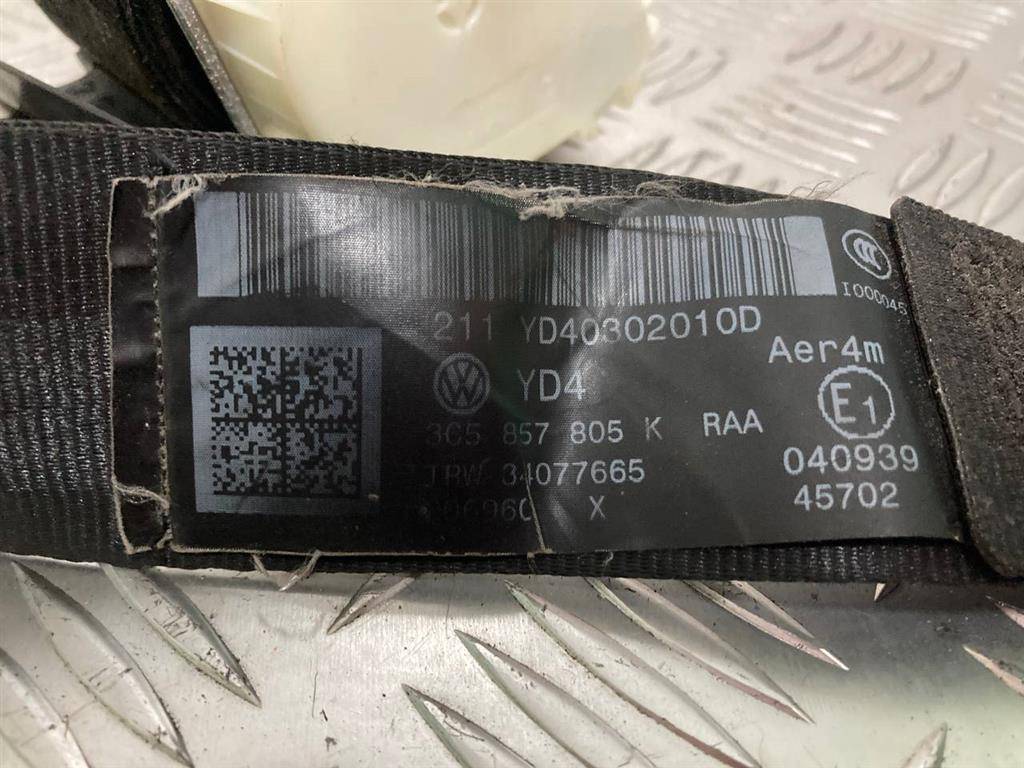 211 YD40302010D
I000045
Aer4m
YD4
E1
3C5 857 805 K RAA
TRW 34077665
040939
X
45702